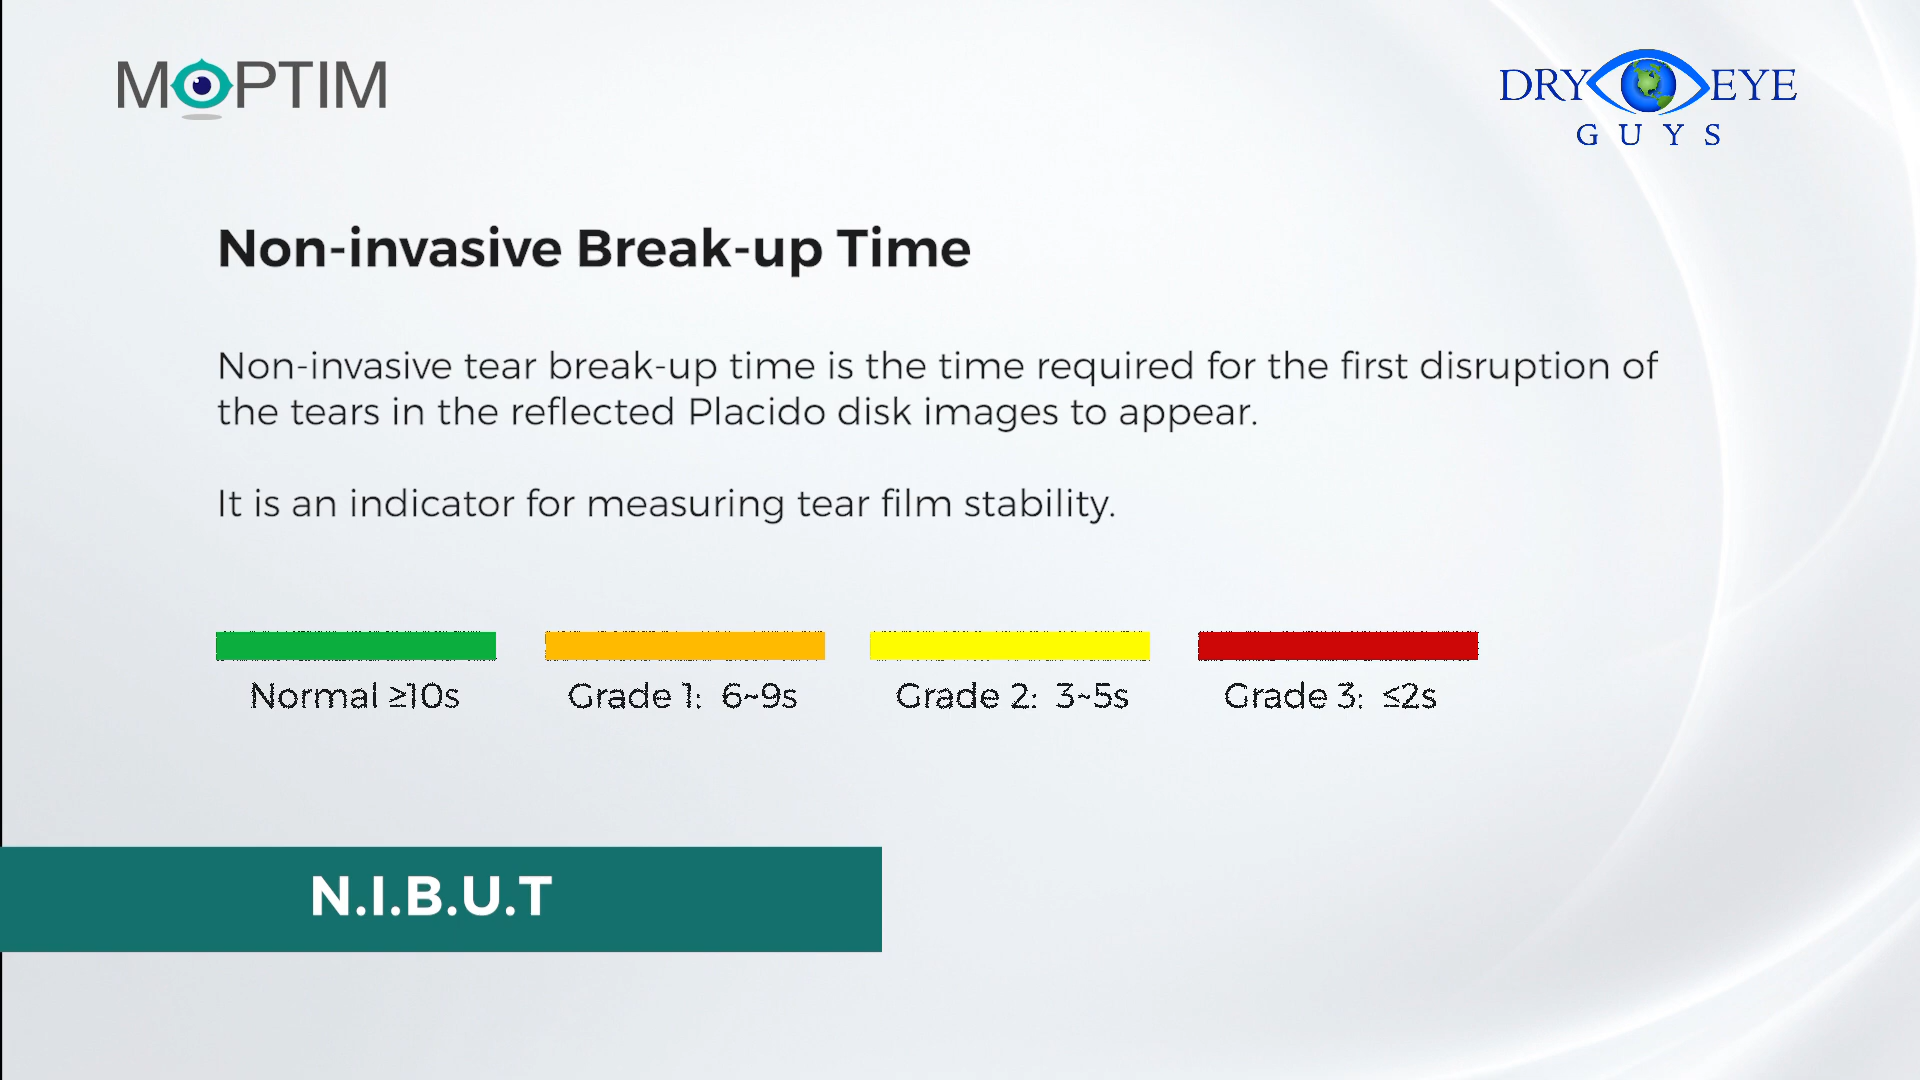 MOPTIM
DRY EYE
GUYS
Non-invasive Break-up Time
Non-invasive tear break-up time is the time required for the first disruption of
the tears in the reflected Placido disk images to appear.
It is an indicator for measuring tear film stability.
Normal ≥10s
Grade 1: 6~9s
Grade 2: 3~5s
Grade 3: ≤2s
N.I.B.U.T